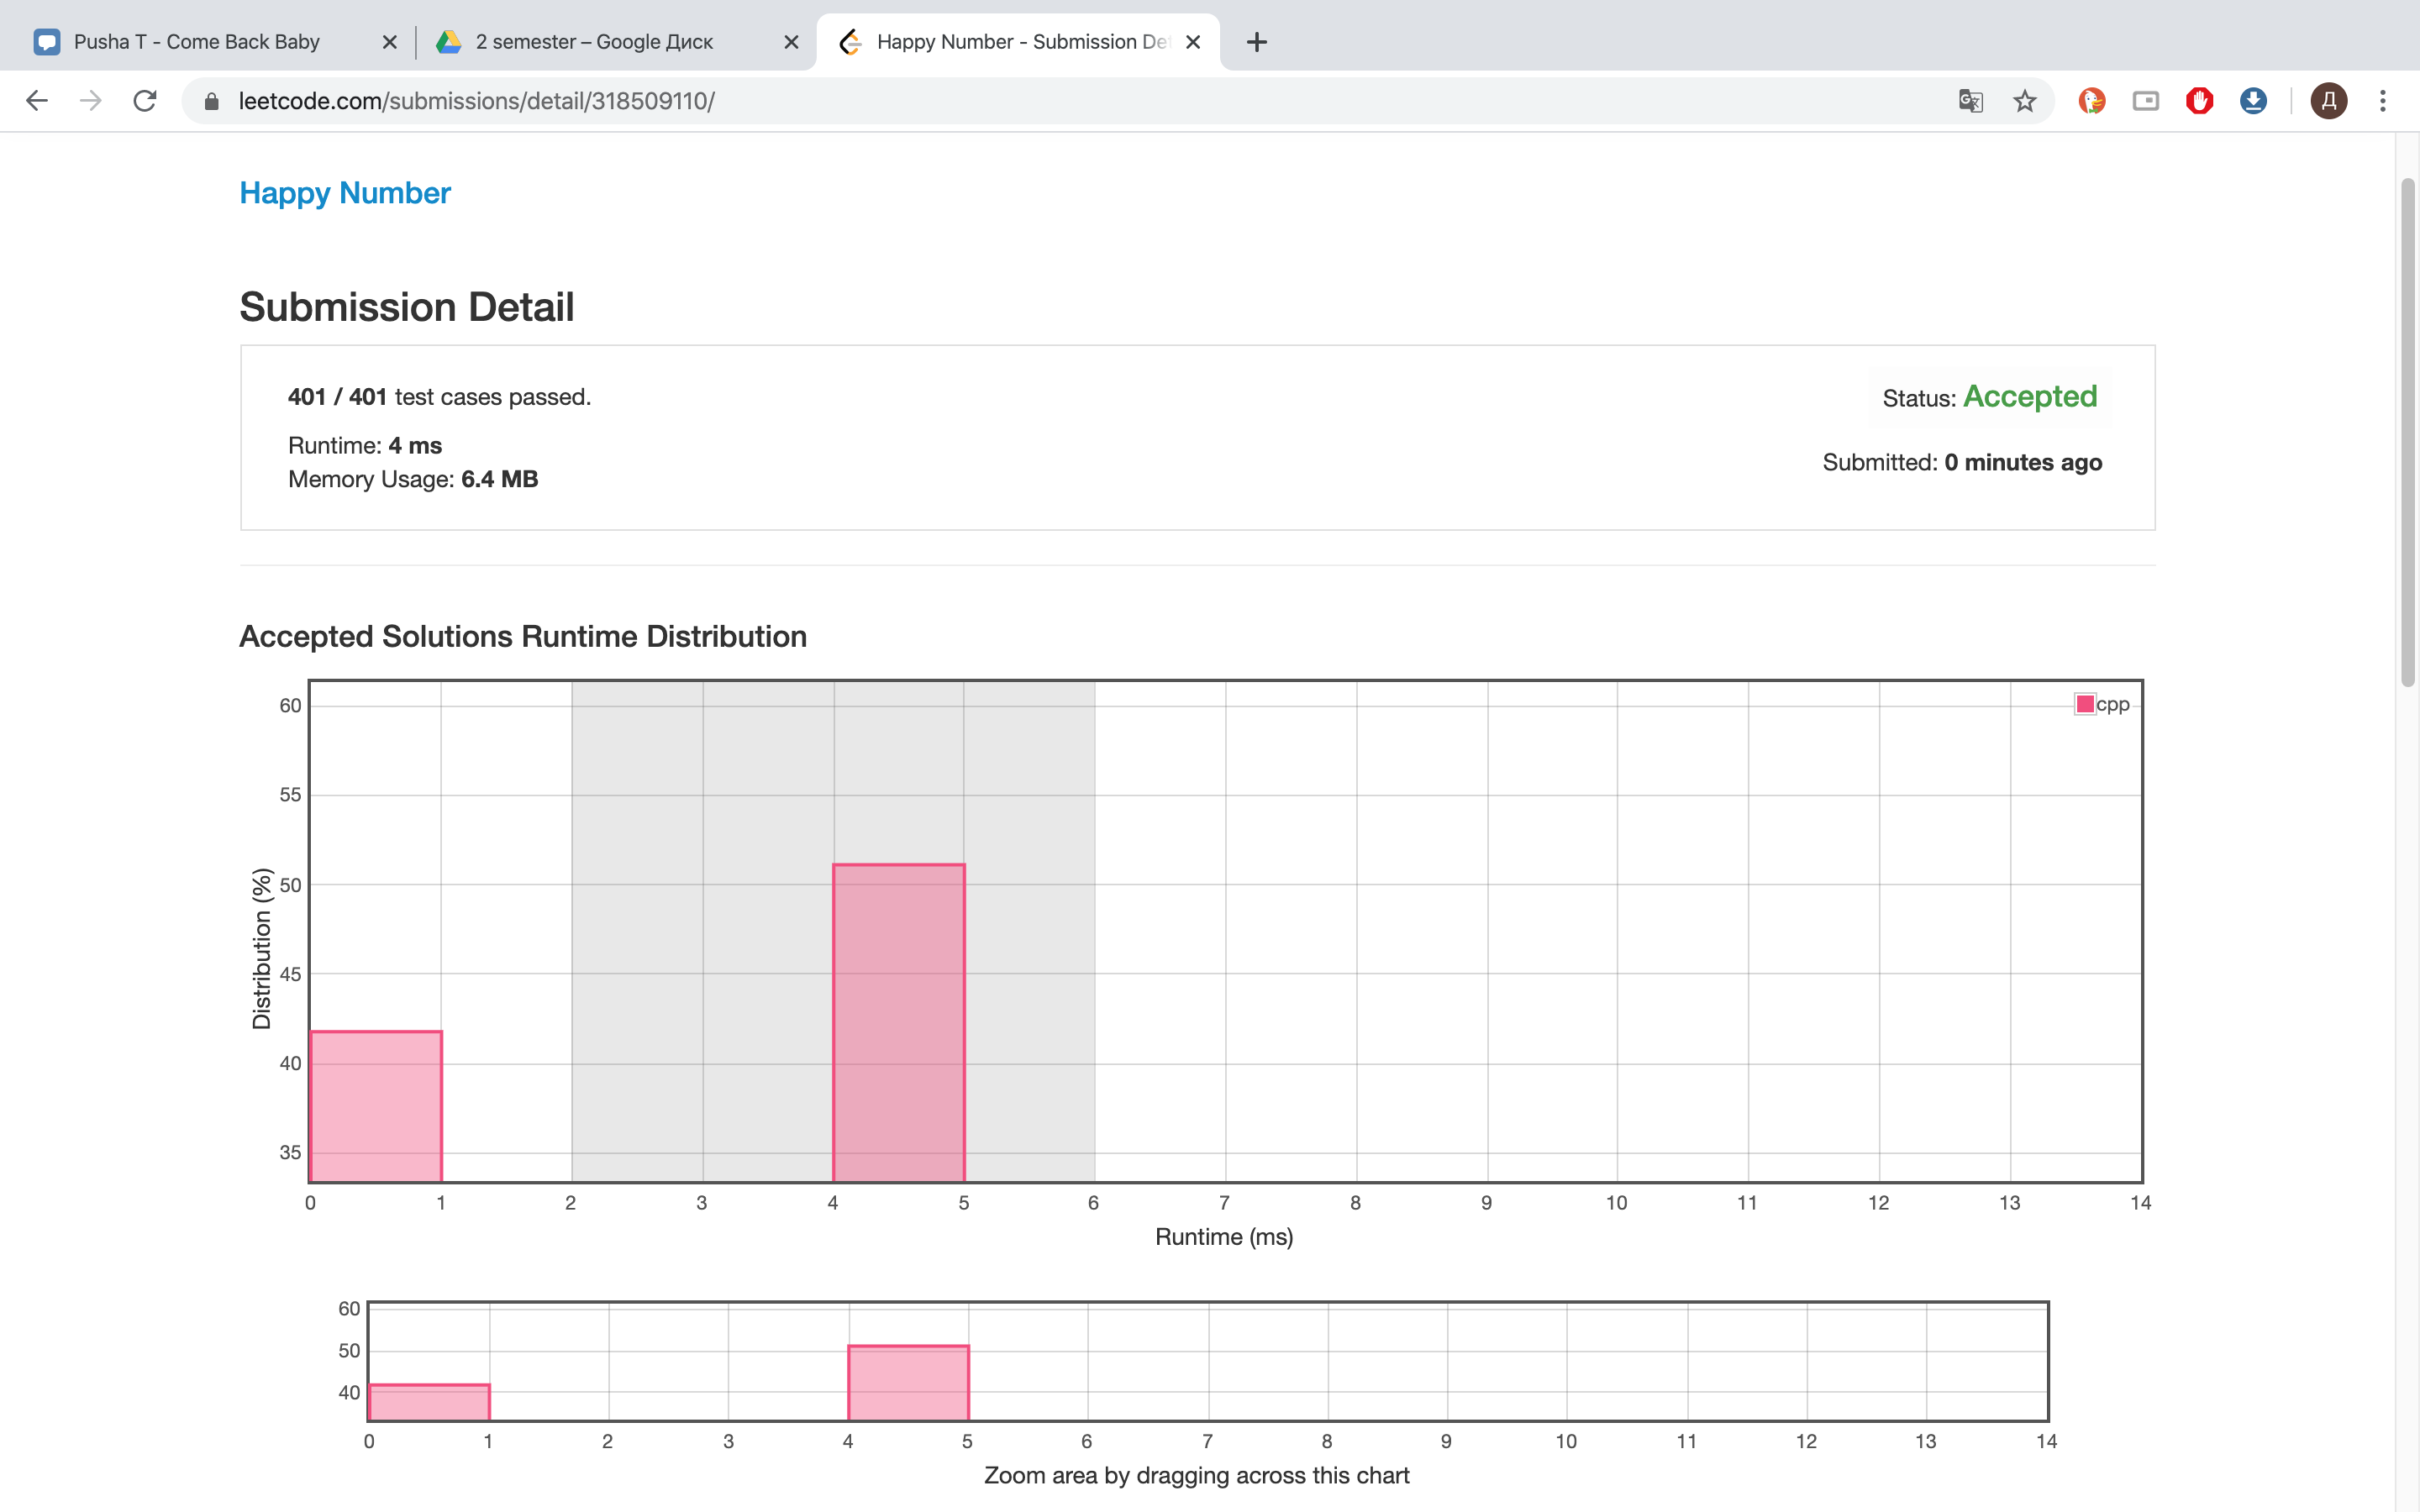 Pusha T - Come Back Baby
2 semester – Google Диск
Happy Number - Submission De
leetcode.com/submissions/detail/318509110/
Д
Happy Number
Submission Detail
401 / 401 test cases passed.
Status: Accepted
Runtime: 4 ms
Submitted: 0 minutes ago
Memory Usage: 6.4 MB
Accepted Solutions Runtime Distribution
cpp
60
55
50
45
40
35
Distribution (%)
0 1 2 3 4 5 6 7 8 9 10 11 12 13 14
Runtime (ms)
60
50
40
0 1 2 3 4 5 6 7 8 9 10 11 12 13 14
Zoom area by dragging across this chart